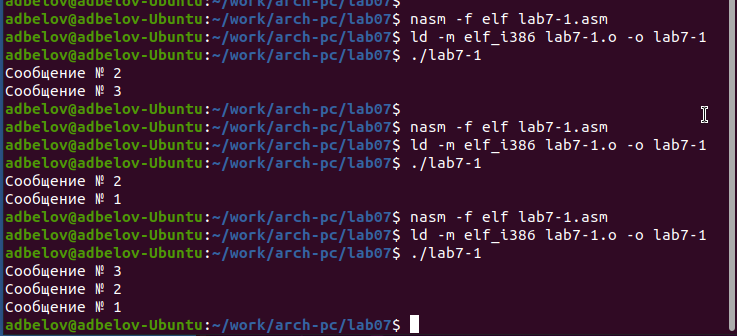 adbelov@adbelov-Ubuntu:~/work/arch-pc/lab07$
adbelov@adbelov-Ubuntu:~/work/arch-pc/lab07$ nasm -f elf lab7-1.asm
adbelov@adbelov-Ubuntu:~/work/arch-pc/lab07$ ld -m elf_i386 lab7-1.o -o lab7-1
adbelov@adbelov-Ubuntu:~/work/arch-pc/lab07$ ./lab7-1
Сообщение № 2
Сообщение № 3
adbelov@adbelov-Ubuntu:~/work/arch-pc/lab07$
adbelov@adbelov-Ubuntu:~/work/arch-pc/lab07$ nasm -f elf lab7-1.asm
adbelov@adbelov-Ubuntu:~/work/arch-pc/lab07$ ld -m elf_i386 lab7-1.o -o lab7-1
adbelov@adbelov-Ubuntu:~/work/arch-pc/lab07$ ./lab7-1
Сообщение № 2
Сообщение № 1
adbelov@adbelov-Ubuntu:~/work/arch-pc/lab07$ nasm -f elf lab7-1.asm
adbelov@adbelov-Ubuntu:~/work/arch-pc/lab07$ ld -m elf_i386 lab7-1.o -o lab7-1
adbelov@adbelov-Ubuntu:~/work/arch-pc/lab07$ ./lab7-1
Сообщение № 3
Сообщение № 2
Сообщение № 1
adbelov@adbelov-Ubuntu:~/work/arch-pc/lab07$